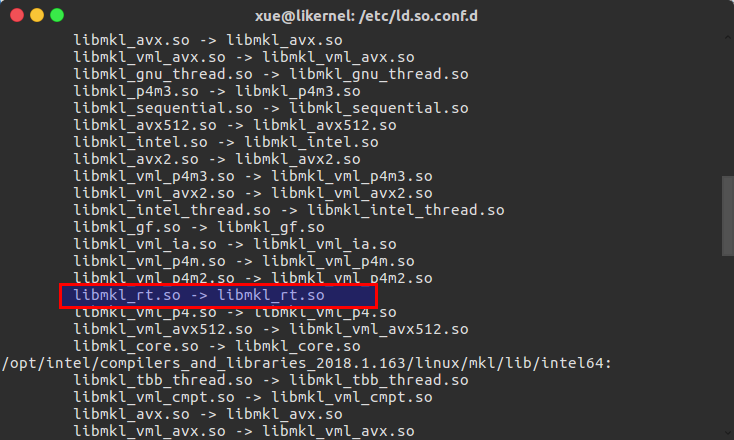 xue@likernel: /etc/ld.so.conf.d
libmkl_avx.so -> libmkl_avx.so
libmkl_vml_avx.so -> libmkl_vml_avx.so
libmkl_gnu_thread.so -> libmkl_gnu_thread.so
libmkl_p4m3.so -> libmkl_p4m3.so
libmkl_sequential.so -> libmkl_sequential.so
libmkl_avx512.so -> libmkl_avx512.so
libmkl_intel.so -> libmkl_intel.so
libmkl_avx2.so -> libmkl_avx2.so
libmkl_vml_p4m3.so -> libmkl_vml_p4m3.so
libmkl_vml_avx2.so -> libmkl_vml_avx2.so
libmkl_intel_thread.so -> libmkl_intel_thread.so
libmkl_gf.so -> libmkl_gf.so
libmkl_vml_ia.so -> libmkl_vml_ia.so
libmkl_vml_p4m.so -> libmkl_vml_p4m.so
libmkl_vml_p4m2.so -> libmkl_vml_p4m2.so
libmkl_rt.so -> libmkl_rt.so
libmkl_vml_p4.so -> libmkl_vml_p4.so
libmkl_vml_avx512.so -> libmkl_vml_avx512.so
libmkl_core.so -> libmkl_core.so
/opt/intel/compilers_and_libraries_2018.1.163/linux/mkl/lib/intel64:
libmkl_tbb_thread.so -> libmkl_tbb_thread.so
libmkl_vml_cmpt.so -> libmkl_vml_cmpt.so
libmkl_avx.so -> libmkl_avx.so
libmkl_vml_avx.so -> libmkl_vml_avx.so